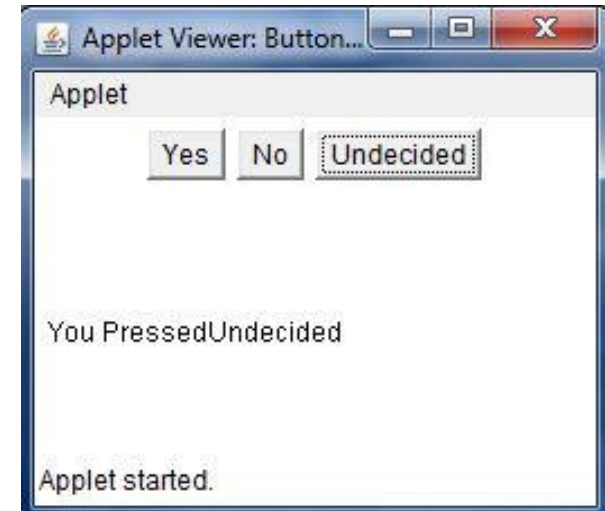 Applet Viewer: Button...
Applet
Yes No Undecided
You PressedUndecided
Applet started.